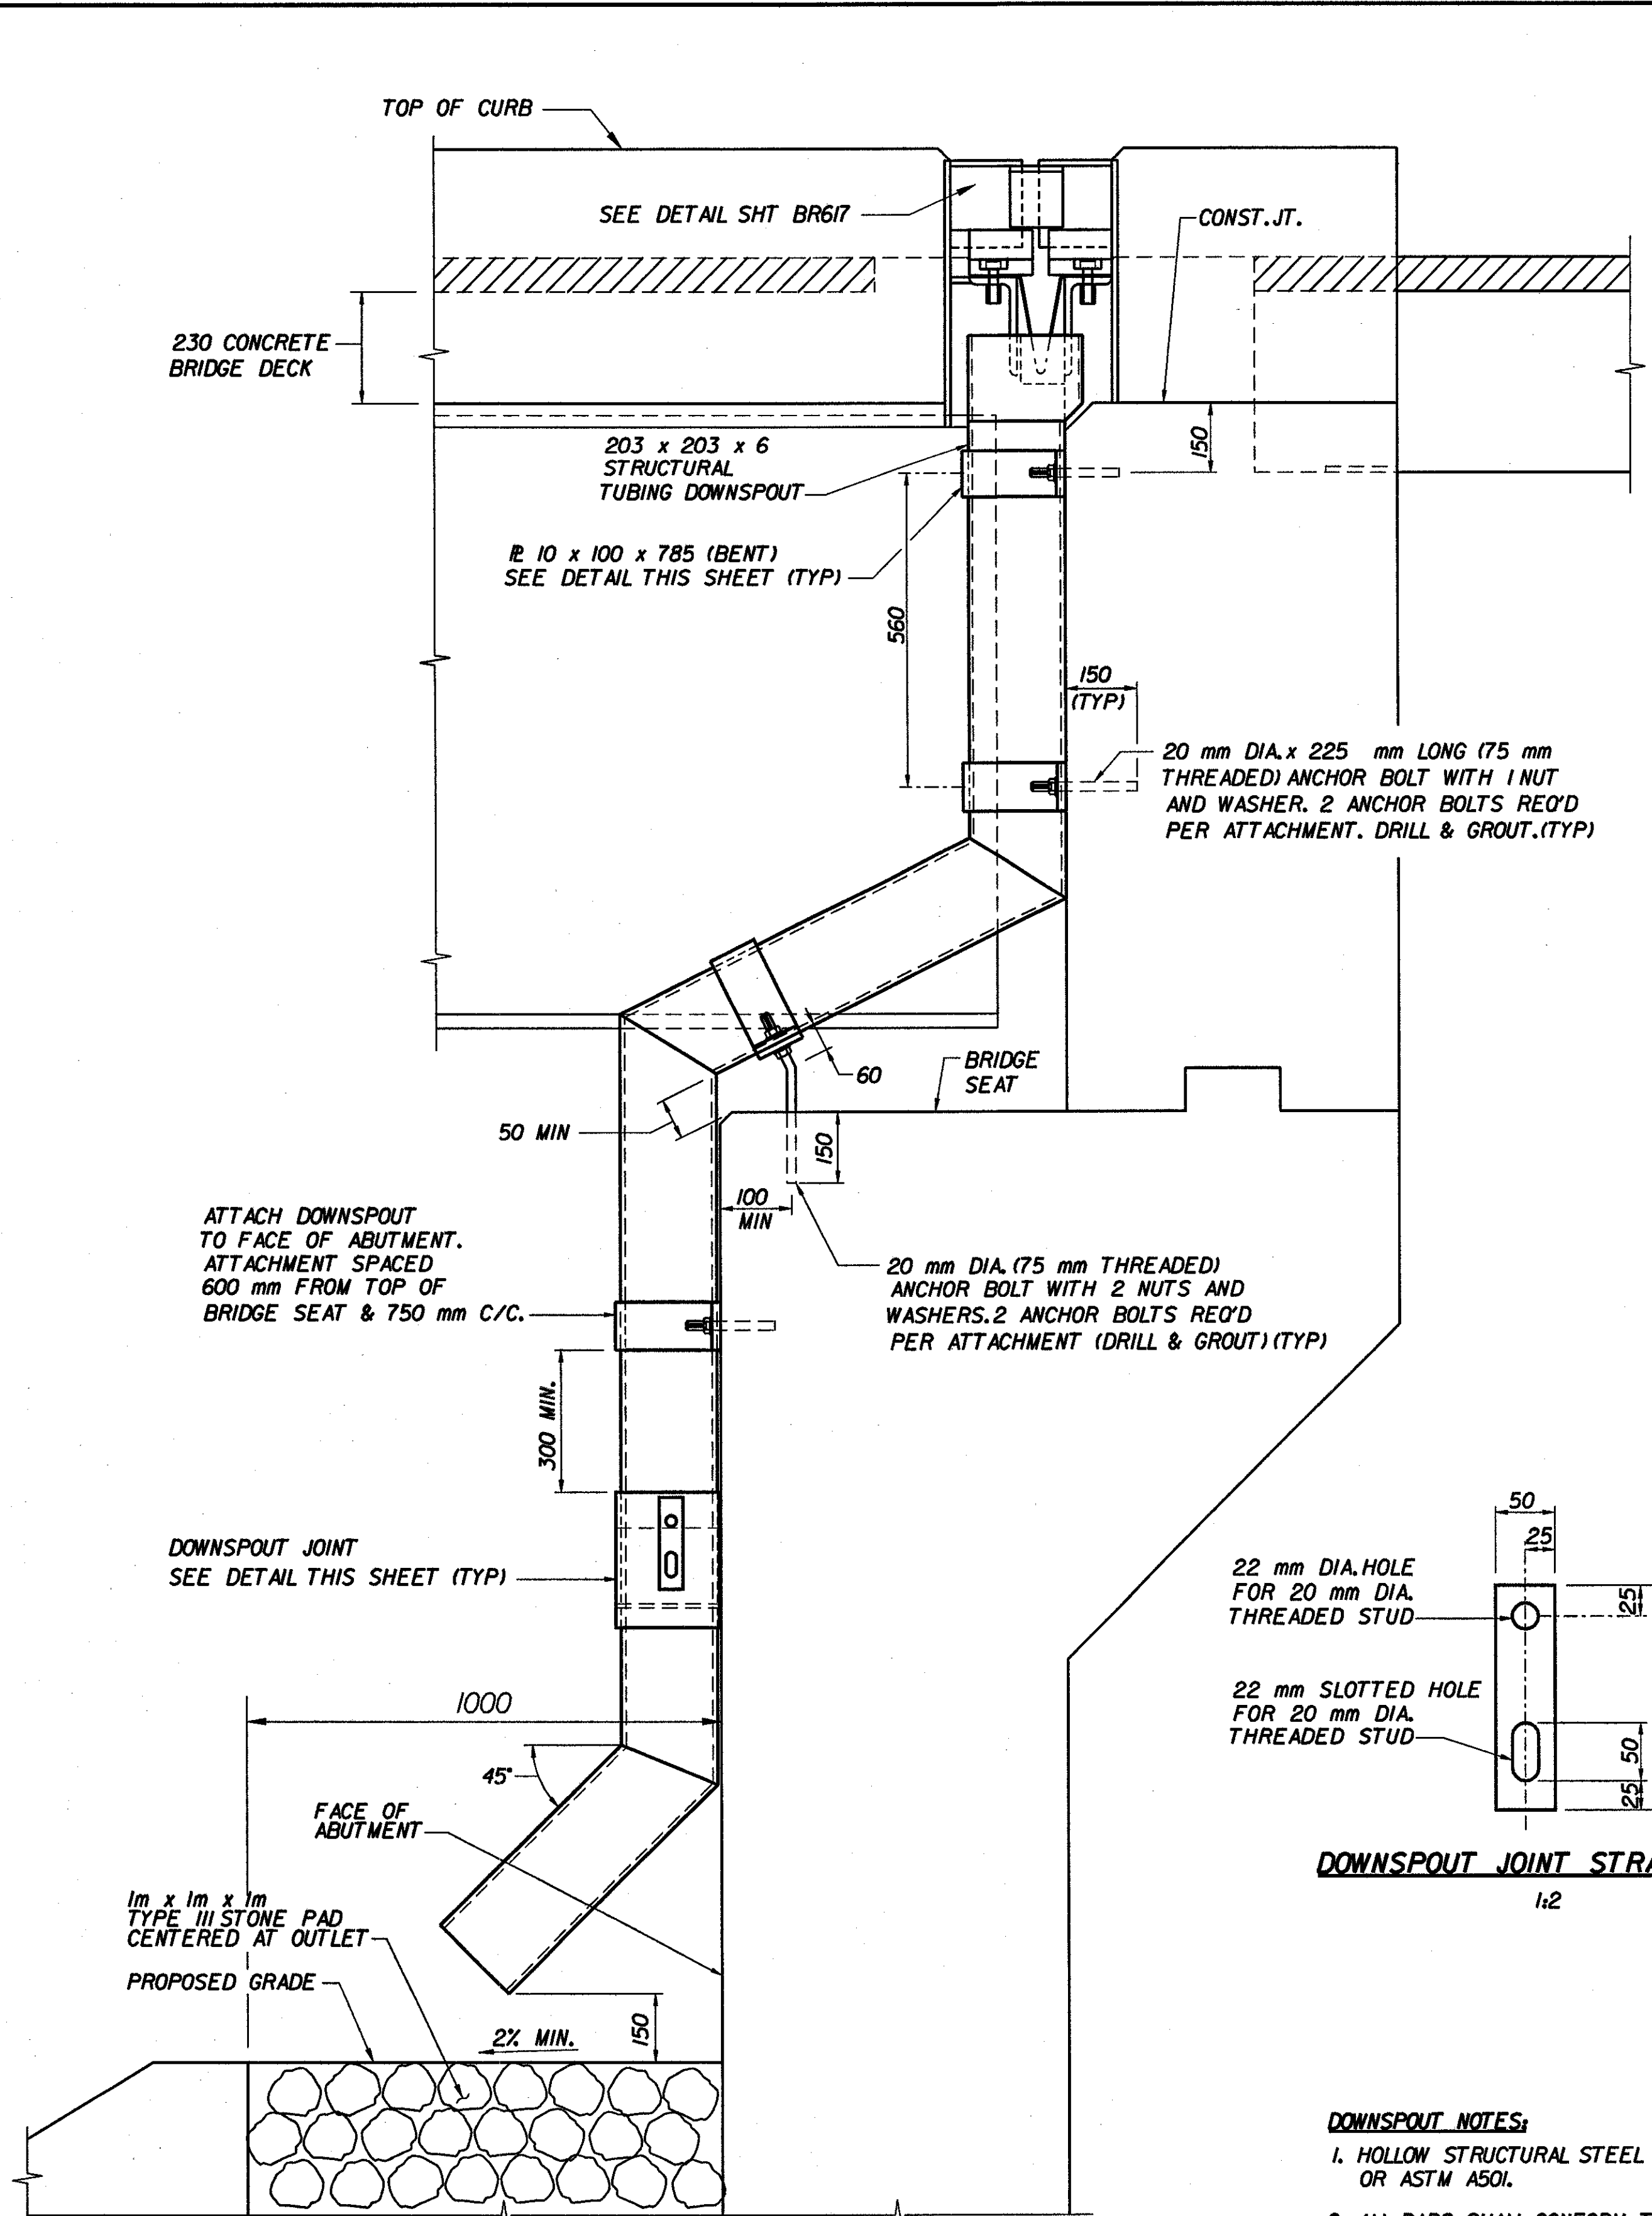 TOP OF CURB
SEE DETAIL SHT BR617
CONST. JT.
230 CONCRETE
BRIDGE DECK
203 x 203 x 6
STRUCTURAL
TUBING DOWNSPOUT
150
℄ 10 x 100 x 785 (BENT)
SEE DETAIL THIS SHEET (TYP)
560
150
(TYP)
20 mm DIA. x 225 mm LONG (75 mm
THREADED) ANCHOR BOLT WITH 1 NUT
AND WASHER. 2 ANCHOR BOLTS REQ'D
PER ATTACHMENT. DRILL & GROUT. (TYP)
60
BRIDGE
SEAT
50 MIN
150
100
MIN
ATTACH DOWNSPOUT
TO FACE OF ABUTMENT.
ATTACHMENT SPACED
600 mm FROM TOP OF
BRIDGE SEAT & 750 mm C/C.
20 mm DIA. (75 mm THREADED)
ANCHOR BOLT WITH 2 NUTS AND
WASHERS. 2 ANCHOR BOLTS REQ'D
PER ATTACHMENT (DRILL & GROUT) (TYP)
300 MIN.
DOWNSPOUT JOINT
SEE DETAIL THIS SHEET (TYP)
50
25
22 mm DIA. HOLE
FOR 20 mm DIA.
THREADED STUD
25
22 mm SLOTTED HOLE
FOR 20 mm DIA.
THREADED STUD
50
25
DOWNSPOUT JOINT STRA
1:2
1000
45°
FACE OF
ABUTMENT
1m x 1m x 1m
TYPE III STONE PAD
CENTERED AT OUTLET
PROPOSED GRADE
2% MIN.
150
DOWNSPOUT NOTES:
1. HOLLOW STRUCTURAL STEEL
OR ASTM A501.